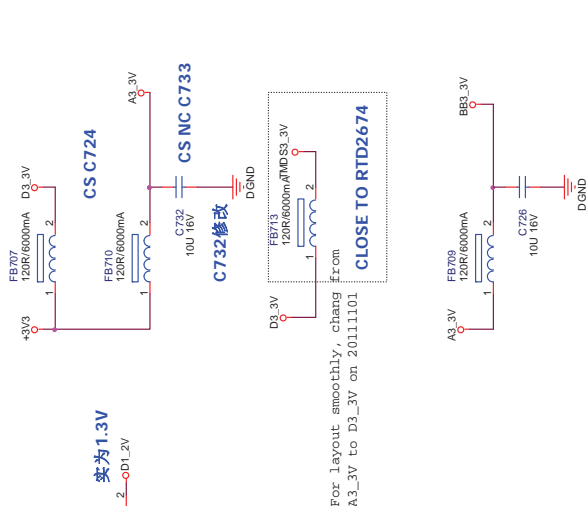 +3V3
FB707
120R/6000mA
1
2
D3_3V
CS C724
FB710
120R/6000mA
1
2
A3_3V
CS NC C733
C732
10U 16V
DGND
C732修改
D3_3V
FB713
120R/6000mA
1
2
TMDS3_3V
CLOSE TO RTD2674
For layout smoothly, chang from
A3_3V to D3_3V on 20111101
A3_3V
FB709
120R/6000mA
1
2
BB3_3V
C726
10U 16V
DGND
实为1.3V
2
D1_2V